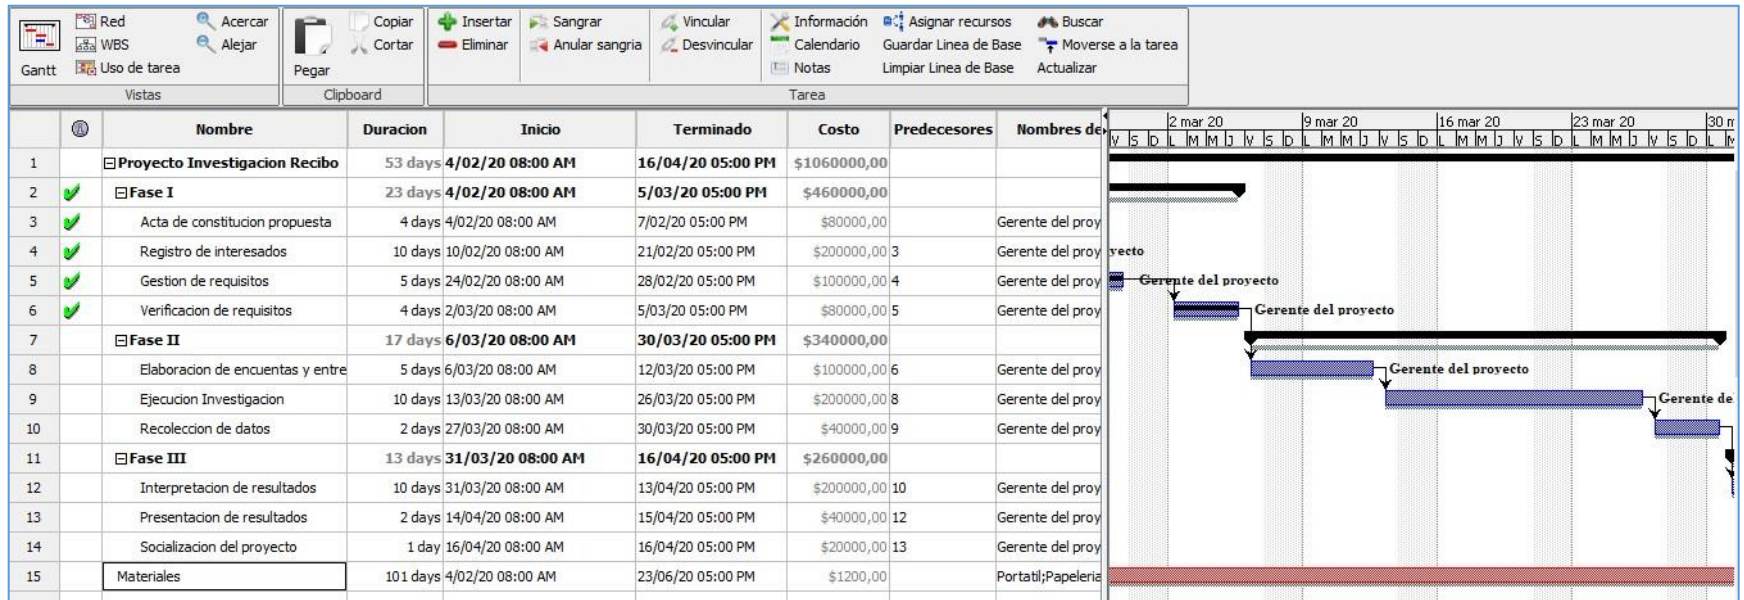 Red Acercar Copiar Insertar Sangrar Vincular Información Asignar recursos Buscar
WBS Alejar Cortar Eliminar Anular sangria Desvincular Calendario Guardar Linea de Base Moverse a la tarea
Gantt Uso de tarea Pegar Notas Limpiar Linea de Base Actualizar
Vistas Clipboard Tarea
Nombre Duracion Inicio Terminado Costo Predecesores Nombres de
2 mar 20 9 mar 20 16 mar 20 23 mar 20 30 m
V S D L M M J V S D L M M J V S D L M M J V S D L M M J V S D L M
1 Proyecto Investigacion Recibo 53 days 4/02/20 08:00 AM 16/04/20 05:00 PM $1060000,00
2 Fase I 23 days 4/02/20 08:00 AM 5/03/20 05:00 PM $460000,00
3 Acta de constitucion propuesta 4 days 4/02/20 08:00 AM 7/02/20 05:00 PM $80000,00 Gerente del proy
4 Registro de interesados 10 days 10/02/20 08:00 AM 21/02/20 05:00 PM $200000,00 3 Gerente del proy yecto
5 Gestion de requisitos 5 days 24/02/20 08:00 AM 28/02/20 05:00 PM $100000,00 4 Gerente del proy Gerente del proyecto
6 Verificacion de requisitos 4 days 2/03/20 08:00 AM 5/03/20 05:00 PM $80000,00 5 Gerente del proy Gerente del proyecto
7 Fase II 17 days 6/03/20 08:00 AM 30/03/20 05:00 PM $340000,00
8 Elaboracion de encuentas y entre 5 days 6/03/20 08:00 AM 12/03/20 05:00 PM $100000,00 6 Gerente del proy Gerente del proyecto
9 Ejecucion Investigacion 10 days 13/03/20 08:00 AM 26/03/20 05:00 PM $200000,00 8 Gerente del proy Gerente de
10 Recoleccion de datos 2 days 27/03/20 08:00 AM 30/03/20 05:00 PM $40000,00 9 Gerente del proy
11 Fase III 13 days 31/03/20 08:00 AM 16/04/20 05:00 PM $260000,00
12 Interpretacion de resultados 10 days 31/03/20 08:00 AM 13/04/20 05:00 PM $200000,00 10 Gerente del proy
13 Presentacion de resultados 2 days 14/04/20 08:00 AM 15/04/20 05:00 PM $40000,00 12 Gerente del proy
14 Socializacion del proyecto 1 day 16/04/20 08:00 AM 16/04/20 05:00 PM $20000,00 13 Gerente del proy
15 Materiales 101 days 4/02/20 08:00 AM 23/06/20 05:00 PM $1200,00 Portatil;Papeleria